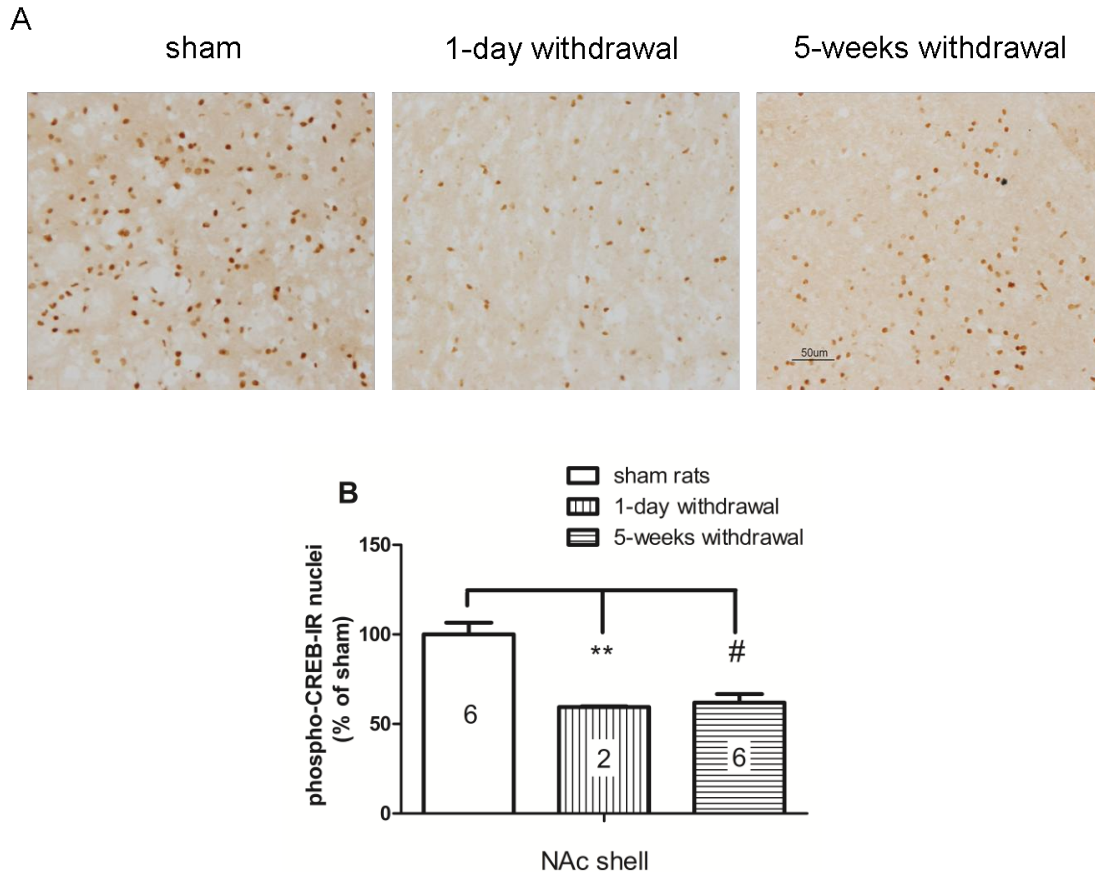 A
sham
1-day withdrawal
5-weeks withdrawal
50um
B
sham rats
1-day withdrawal
5-weeks withdrawal
phospho-CREB-IR nuclei
(% of sham)
150
100
50
0
**
#
6
2
6
NAc shell